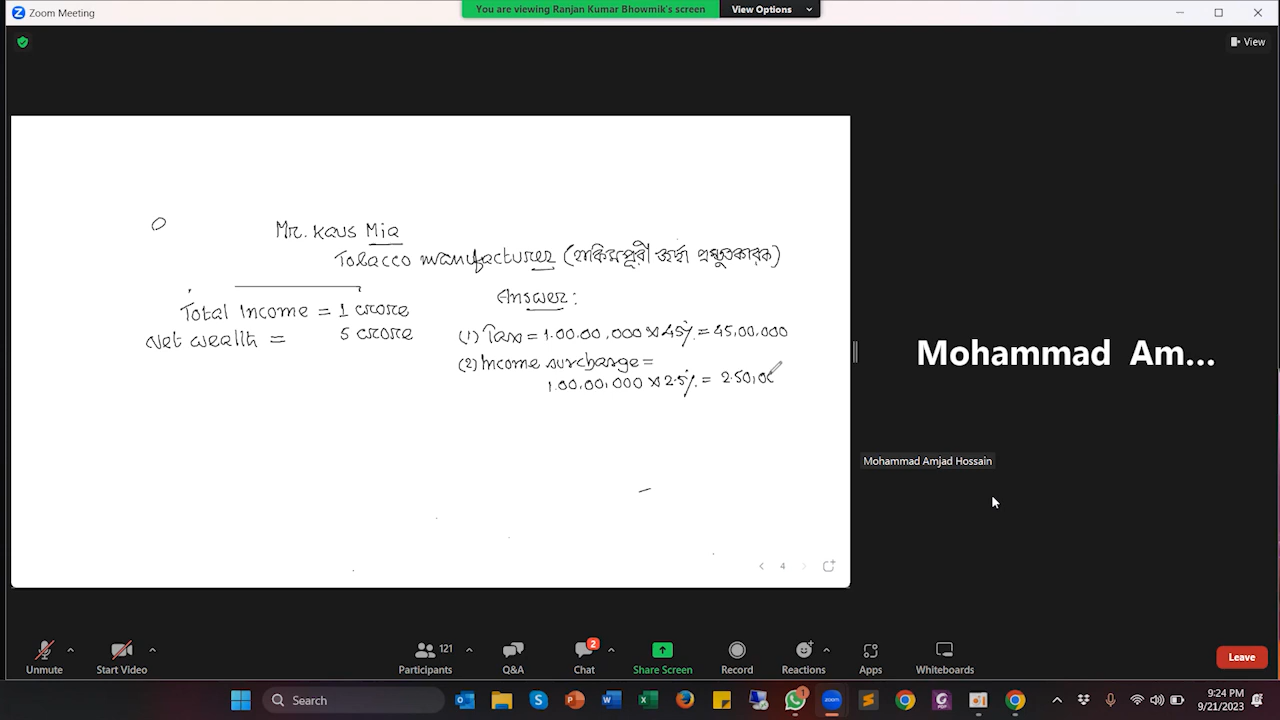 Zoom Meeting
You are viewing Ranjan Kumar Bhowmik's screen
View Options
View
Mr. Kaus Mia
Tobacco manufacturer (হাকিমপুরী জর্দ্দা প্রস্তুতকারক)
Total Income = 1 crore
Net wealth = 5 crore
Answer:
(1) Tax = 1.00.00,000 x 45% = 45,00,000
(2) Income surcharge =
1.00,00,000 x 2.5% = 2.50,00
Mohammad Am...
Mohammad Amjad Hossain
4
Unmute
Start Video
Participants
121
Q&A
Chat
2
Share Screen
Record
Reactions
Apps
Whiteboards
Leave
Search
1
9:24 PM
9/21/2023